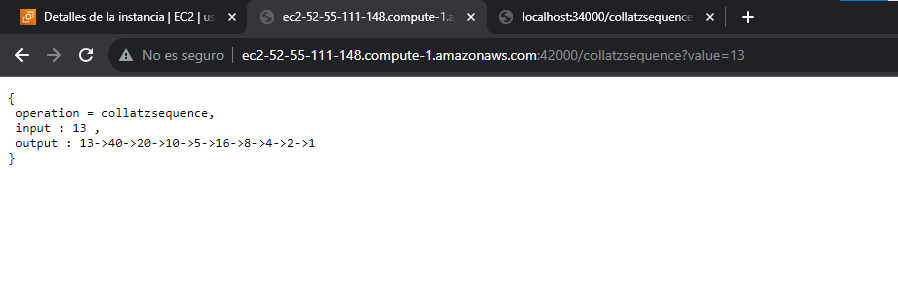 Detalles de la instancia | EC2 | us
ec2-52-55-111-148.compute-1.a
localhost:34000/collatzsequence
No es seguro
ec2-52-55-111-148.compute-1.amazonaws.com:42000/collatzsequence?value=13
{
operation = collatzsequence,
input : 13 ,
output : 13->40->20->10->5->16->8->4->2->1
}